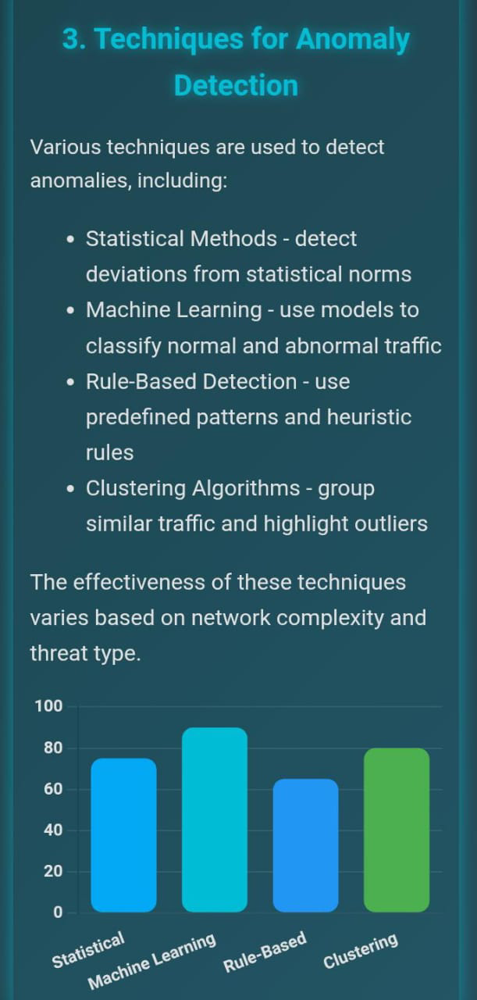 3. Techniques for Anomaly
Detection
Various techniques are used to detect
anomalies, including:
• Statistical Methods - detect
deviations from statistical norms
• Machine Learning - use models to
classify normal and abnormal traffic
• Rule-Based Detection - use
predefined patterns and heuristic
rules
• Clustering Algorithms - group
similar traffic and highlight outliers
The effectiveness of these techniques
varies based on network complexity and
threat type.
100
80
60
40
20
0
Statistical
Machine Learning
Rule-Based
Clustering